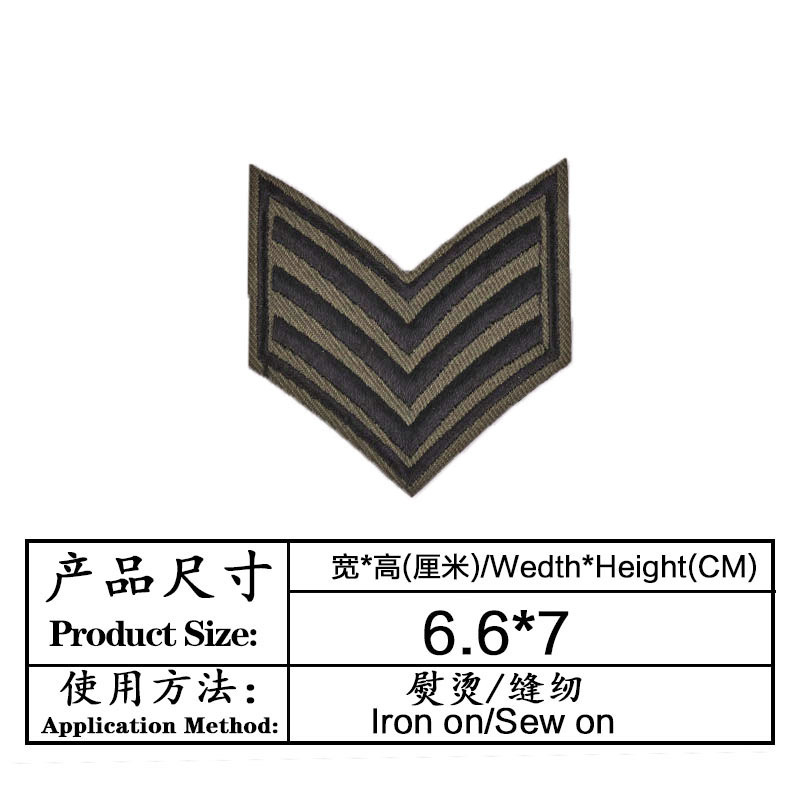 产品尺寸
Product Size:
宽*高(厘米)/Wedth*Height(CM)
6.6*7
使用方法:
Application Method:
熨烫/缝纫
Iron on/Sew on